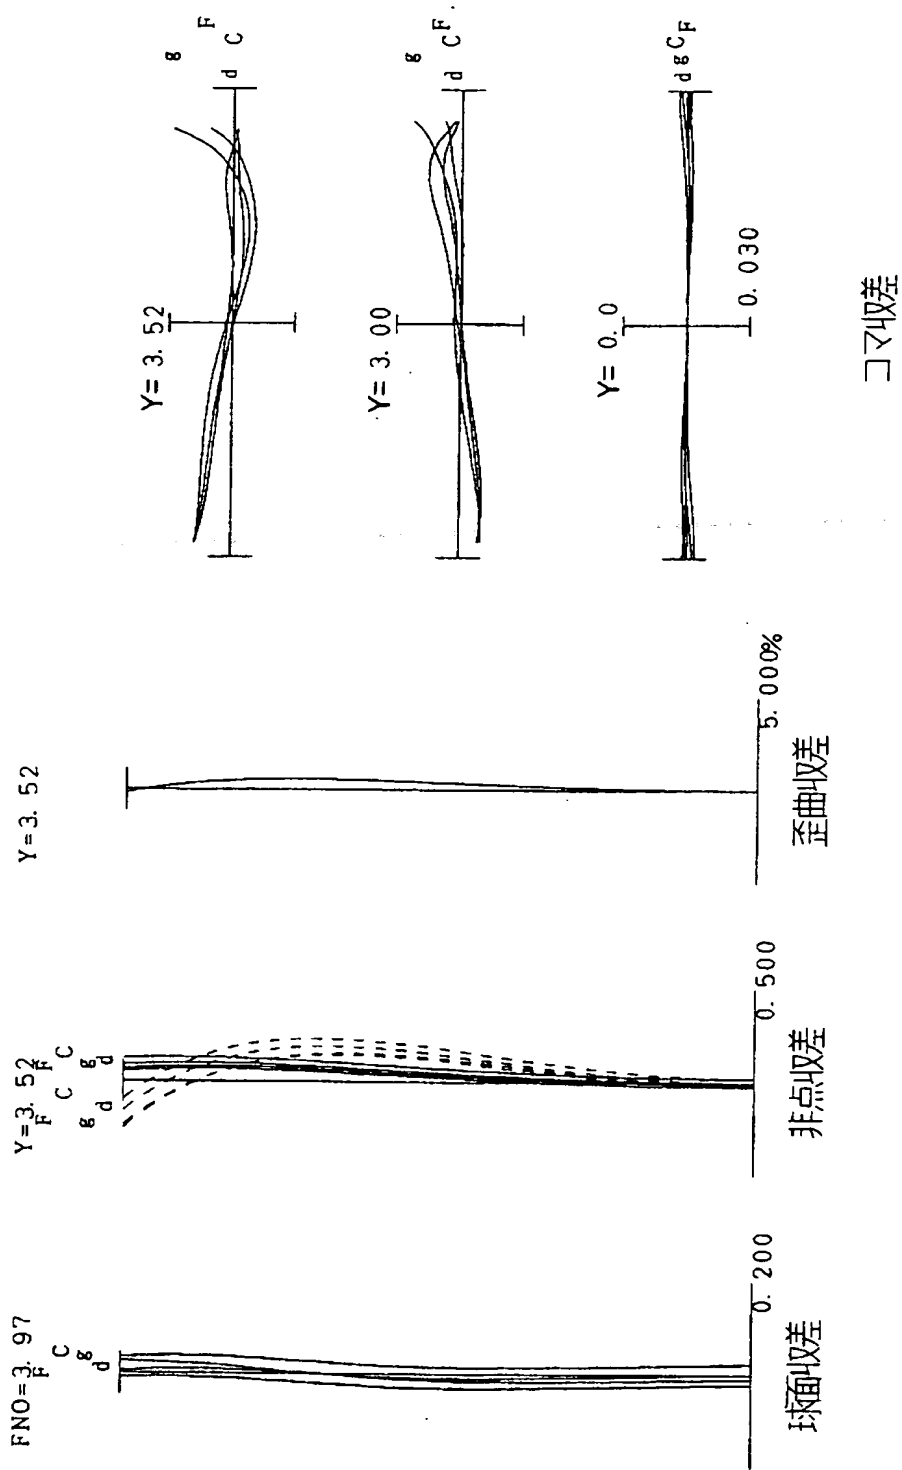 FNO=3. 97
F
C
d
g
0. 200
球面収差
Y=3. 52
F
C
g
d
F
C
g
d
0. 500
非点収差
Y=3. 52
5. 000%
歪曲収差
Y=3. 52
g
F
C
d
Y=3. 00
g
F
C
d
Y= 0. 0
d g C F
0. 030
コマ収差